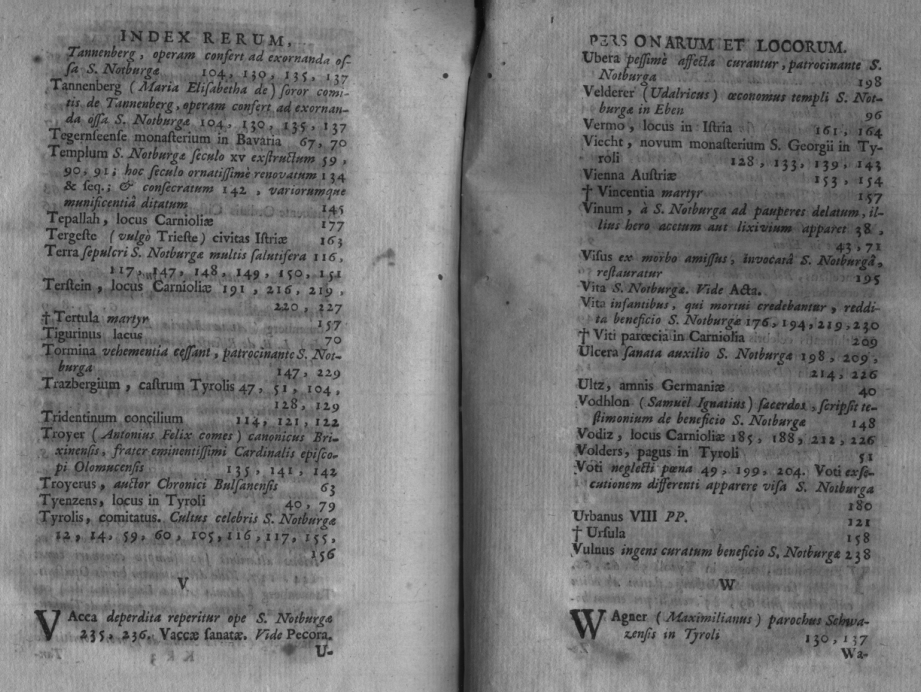 INDEX RERUM,
Tannenberg, operam confert ad exornanda of-
ſa S. Notburgæ 104, 130, 135, 137
Tannenberg (Maria Eliſabetha de) ſoror comi-
tis de Tannenberg, operam confert ad exornan-
da oſſa S. Notburgæ 104, 130, 135, 137
Tegernſeenſe monaſterium in Bavaria 67, 70
Templum S. Notburgæ ſeculo xv exſtructum 59,
90, 91; hoc ſeculo ornatiſſimè renovatum 134
& ſeq.; & conſecratum 142, variorumque
munificentiâ ditatum 145
Tepallah, locus Carnioliæ 177
Tergeſte (vulgò Trieſte) civitas Iſtriæ 163
Terra ſepulcri S. Notburgæ multis ſalutifera 116,
117, 147, 148, 149, 150, 151
Terſtein, locus Carnioliæ 191, 216, 219,
220, 227
† Tertula martyr 157
Tigurinus lacus 70
Tormina vehementia ceſſant, patrocinante S. Not-
burga 147, 229
Trazbergium, caſtrum Tyrolis 47, 51, 104,
128, 129
Tridentinum concilium 114, 121, 122
Troyer (Antonius Felix comes) canonicus Bri-
xinenſis, frater eminentiſſimi Cardinalis epiſco-
pi Olomucenſis 135, 141, 142
Troyerus, auctor Chronici Bulſanenſis 63
Tyenzens, locus in Tyroli 40, 79
Tyrolis, comitatus. Cultus celebris S. Notburgæ
12, 14, 59, 60, 105, 116, 117, 155,
156
V
VAcca deperdita reperitur ope S. Notburgæ
235, 236. Vaccæ ſanatæ. Vide Pecora.
U-
PERSONARUM ET LOCORUM.
Ubera peſſimè affecta curantur, patrocinante S.
Notburga 198
Velderer (Udalricus) œconomus templi S. Not-
burgæ in Eben 96
Vermo, locus in Iſtria 161, 164
Viecht, novum monaſterium S. Georgii in Ty-
roli 128, 133, 139, 143
Vienna Auſtriæ 153, 154
† Vincentia martyr 157
Vinum, à S. Notburga ad pauperes delatum, il-
lius hero acetum aut lixivium apparet 38,
43, 71
Viſus ex morbo amiſſus, invocatâ S. Notburgâ,
reſtauratur 195
Vita S. Notburgæ. Vide Acta.
Vita infantibus, qui mortui credebantur, reddi-
ta beneficio S. Notburgæ 176, 194, 219, 230
† Viti parœcia in Carniolia 209
Ulcera ſanata auxilio S. Notburgæ 198, 209,
214, 226
Ultz, amnis Germaniæ 40
Vodhlon (Samuel Ignatius) ſacerdos, ſcripſit te-
ſtimonium de beneficio S. Notburgæ 148
Vodiz, locus Carnioliæ 185, 188, 212, 226
Volders, pagus in Tyroli 51
Voti neglecti pœna 49, 199, 204. Voti exſe-
cutionem differenti apparere viſa S. Notburga
180
Urbanus VIII PP. 121
† Urſula 158
Vulnus ingens curatum beneficio S. Notburgæ 238
W
WAgner (Maximilianus) parochus Schwa-
zenſis in Tyroli 130, 137
Wa-